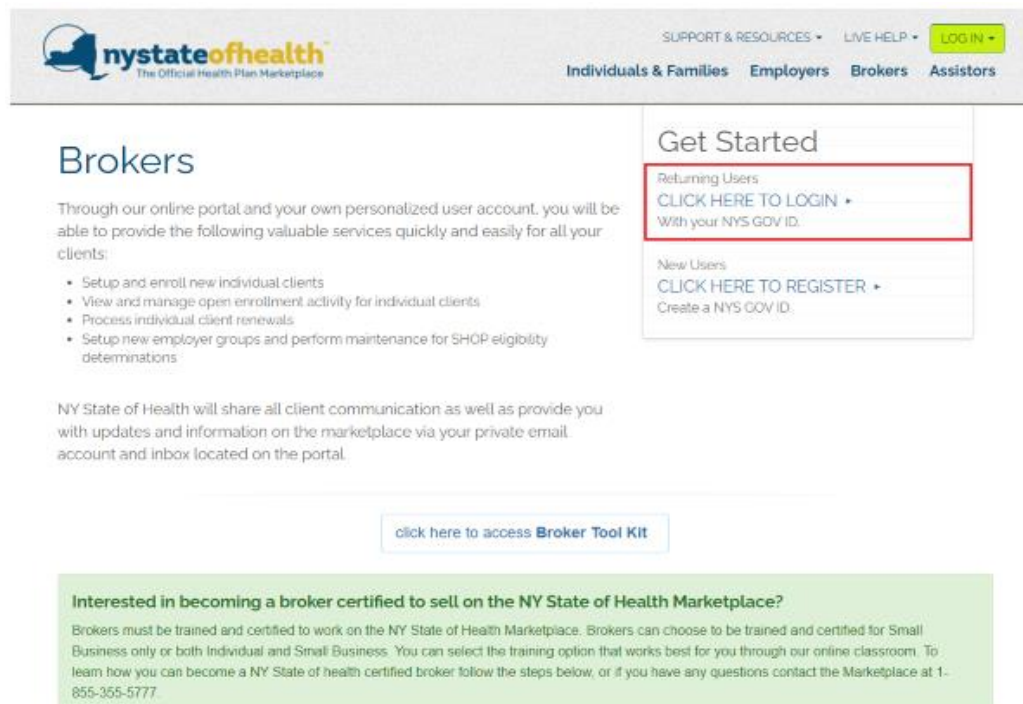 nystateofhealth™
The Official Health Plan Marketplace
SUPPORT & RESOURCES LIVE HELP LOG IN
Individuals & Families Employers Brokers Assistors
Brokers
Through our online portal and your own personalized user account, you will be
able to provide the following valuable services quickly and easily for all your
clients:
• Setup and enroll new individual clients
• View and manage open enrollment activity for individual clients
• Process individual client renewals
• Setup new employer groups and perform maintenance for SHOP eligibility
determinations
NY State of Health will share all client communication as well as provide you
with updates and information on the marketplace via your private email
account and inbox located on the portal.
Get Started
Returning Users
CLICK HERE TO LOGIN
With your NYS GOV ID.
New Users
CLICK HERE TO REGISTER
Create a NYS GOV ID.
click here to access Broker Tool Kit
Interested in becoming a broker certified to sell on the NY State of Health Marketplace?
Brokers must be trained and certified to work on the NY State of Health Marketplace. Brokers can choose to be trained and certified for Small
Business only or both Individual and Small Business. You can select the training option that works best for you through our online classroom. To
learn how you can become a NY State of health certified broker follow the steps below, or if you have any questions contact the Marketplace at 1-
855-355-5777.